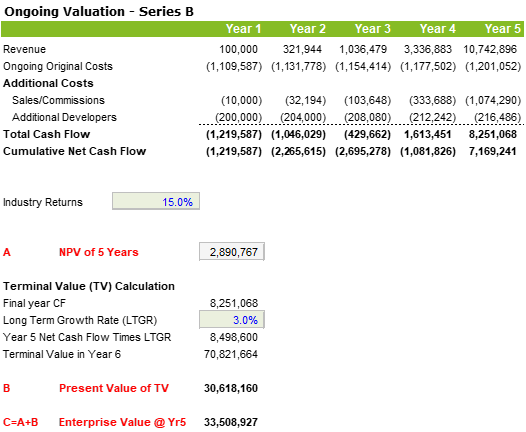 Ongoing Valuation - Series B
Year 1 Year 2 Year 3 Year 4 Year 5
Revenue 100,000 321,944 1,036,479 3,336,883 10,742,896
Ongoing Original Costs (1,109,587) (1,131,778) (1,154,414) (1,177,502) (1,201,052)
Additional Costs
Sales/Commissions (10,000) (32,194) (103,648) (333,688) (1,074,290)
Additional Developers (200,000) (204,000) (208,080) (212,242) (216,486)
Total Cash Flow (1,219,587) (1,046,029) (429,662) 1,613,451 8,251,068
Cumulative Net Cash Flow (1,219,587) (2,265,615) (2,695,278) (1,081,826) 7,169,241
Industry Returns 15.0%
A NPV of 5 Years 2,890,767
Terminal Value (TV) Calculation
Final year CF 8,251,068
Long Term Growth Rate (LTGR) 3.0%
Year 5 Net Cash Flow Times LTGR 8,498,600
Terminal Value in Year 6 70,821,664
B Present Value of TV 30,618,160
C=A+B Enterprise Value @ Yr5 33,508,927